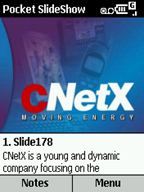 Pocket SlideShow
CNetX
MOVING ENERGY
1. Slide178
CNetX is a young and dynamic
company focusing on the
Notes Menu